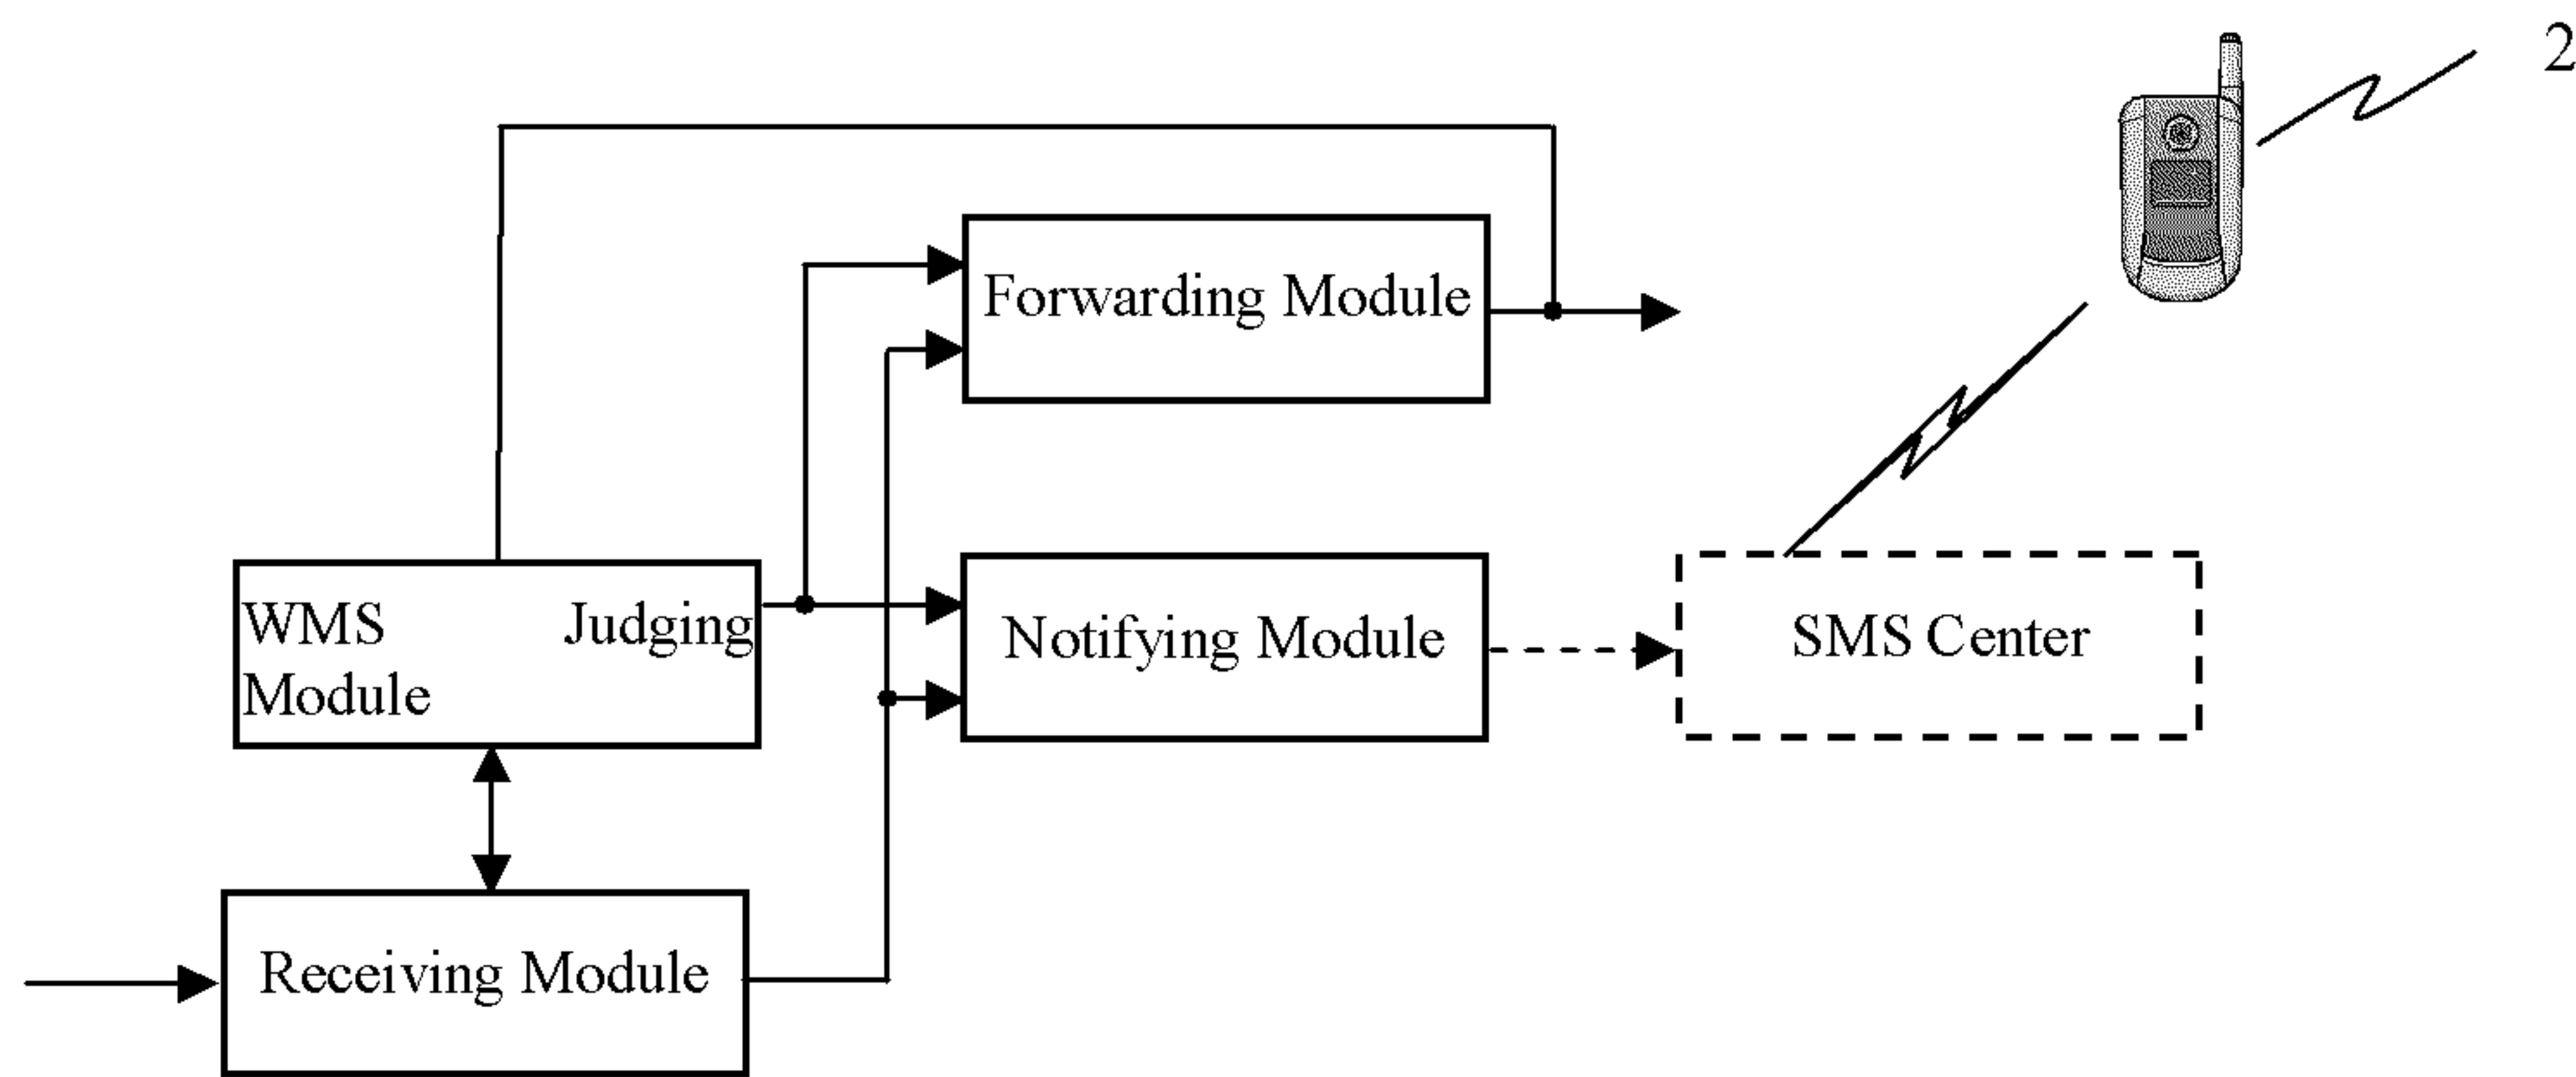 2
Forwarding Module
WMS Judging
Module
Notifying Module
SMS Center
Receiving Module